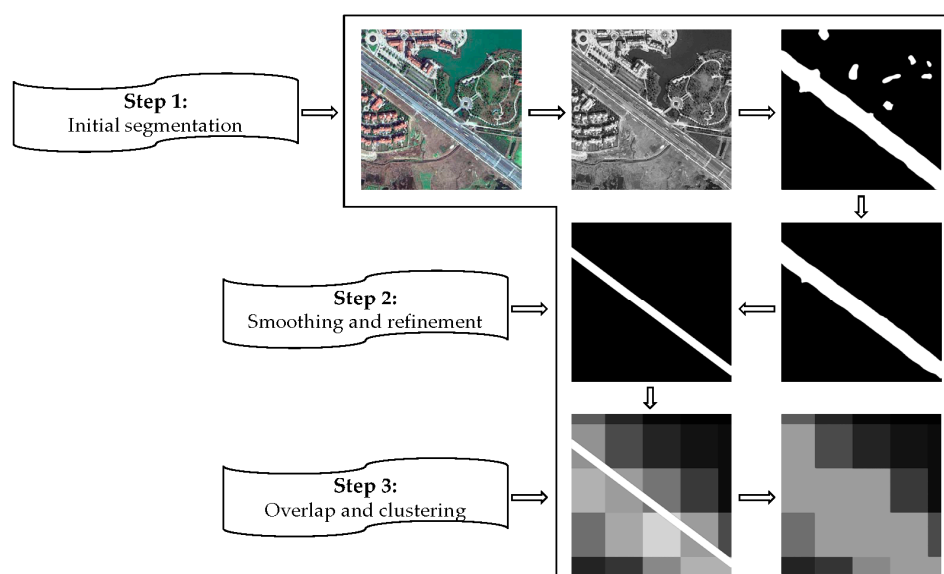 Step 1:
Initial segmentation
Step 2:
Smoothing and refinement
Step 3:
Overlap and clustering